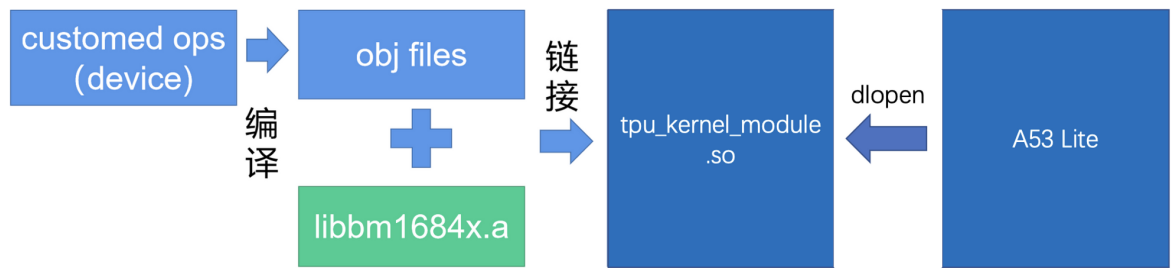 customed ops
（device）
编
译
obj files
libbm1684x.a
链
接
tpu_kernel_module
.so
dlopen
A53 Lite